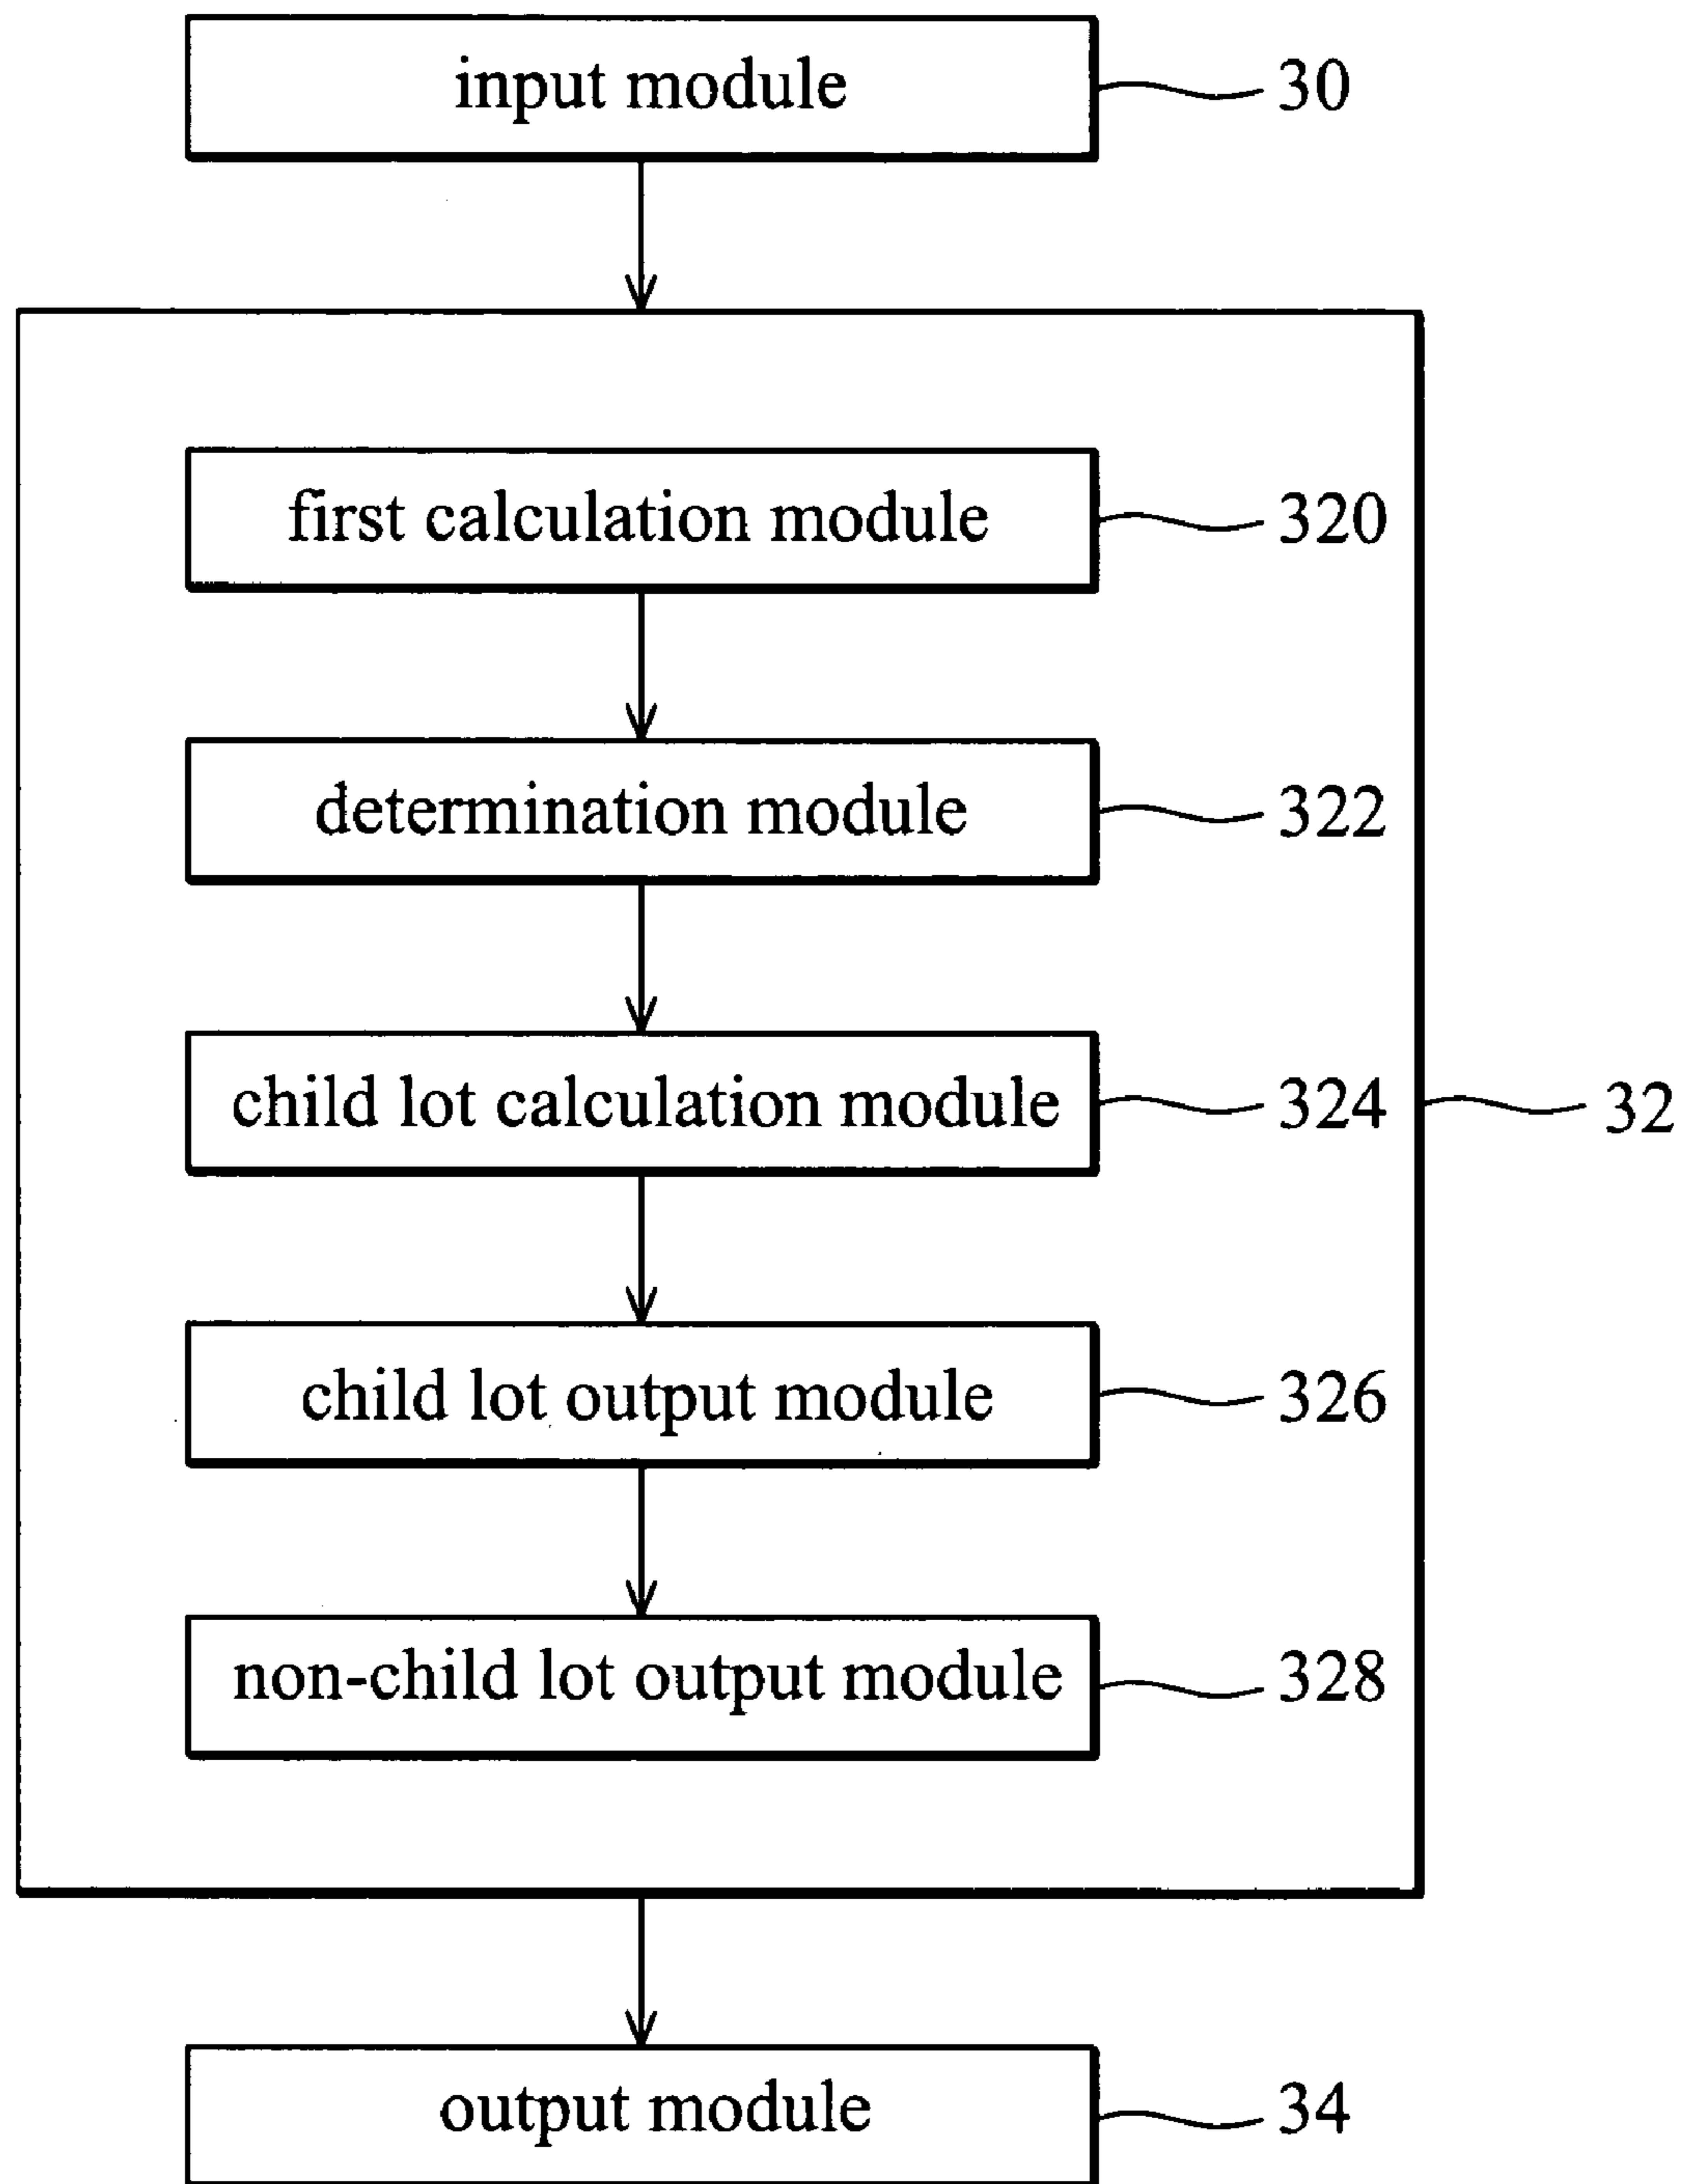 input module 30
first calculation module 320
determination module 322
child lot calculation module 324 32
child lot output module 326
non-child lot output module 328
output module 34